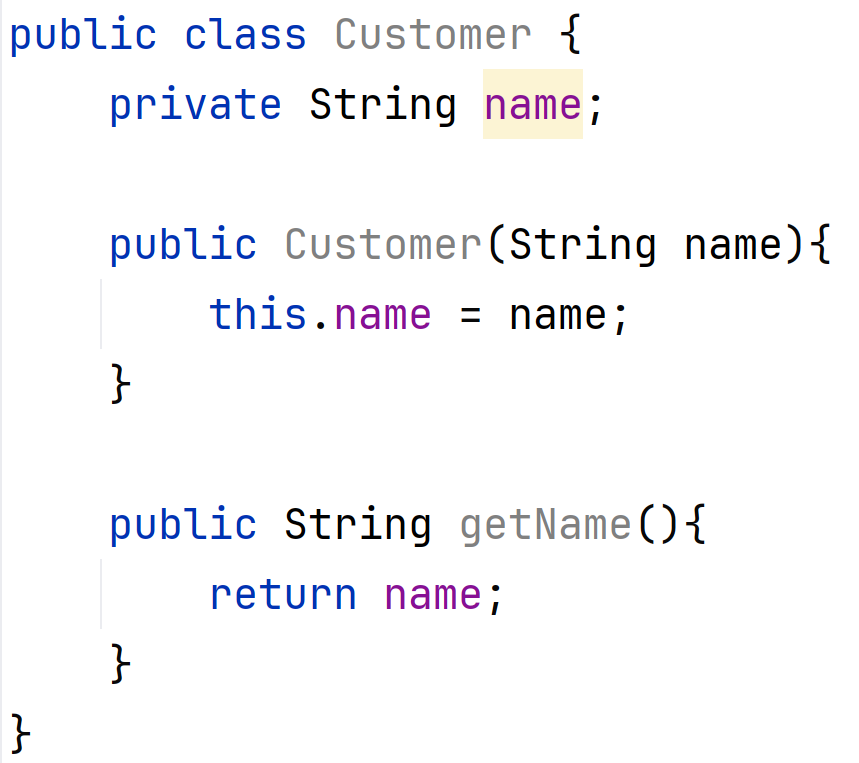 public class Customer {
    private String name;

    public Customer(String name){
        this.name = name;
    }

    public String getName(){
        return name;
    }
}